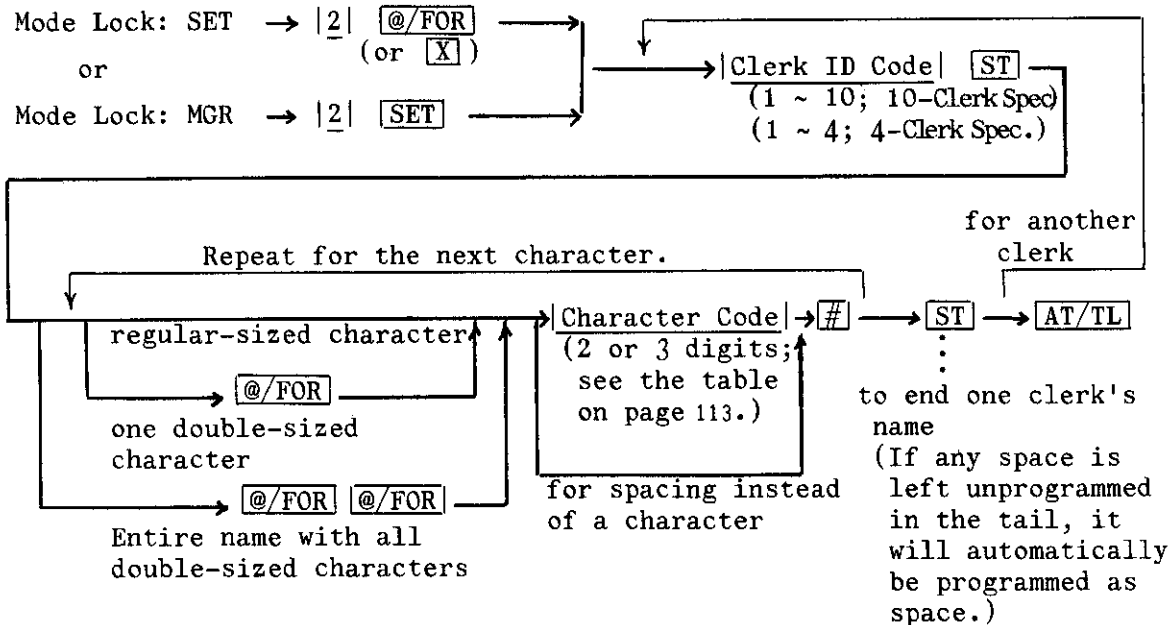 Mode Lock: SET → |2| @/FOR
(or X)
or
Mode Lock: MGR → |2| SET
Clerk ID Code| ST
(1 ~ 10; 10-Clerk Spec)
(1 ~ 4; 4-Clerk Spec.)
for another
clerk
Repeat for the next character.
regular-sized character
|Character Code| → # → ST → AT/TL
(2 or 3 digits;
see the table
on page 113.)
@/FOR
one double-sized
character
@/FOR @/FOR
Entire name with all
double-sized characters
for spacing instead
of a character
to end one clerk's
name
(If any space is
left unprogrammed
in the tail, it
will automatically
be programmed as
space.)